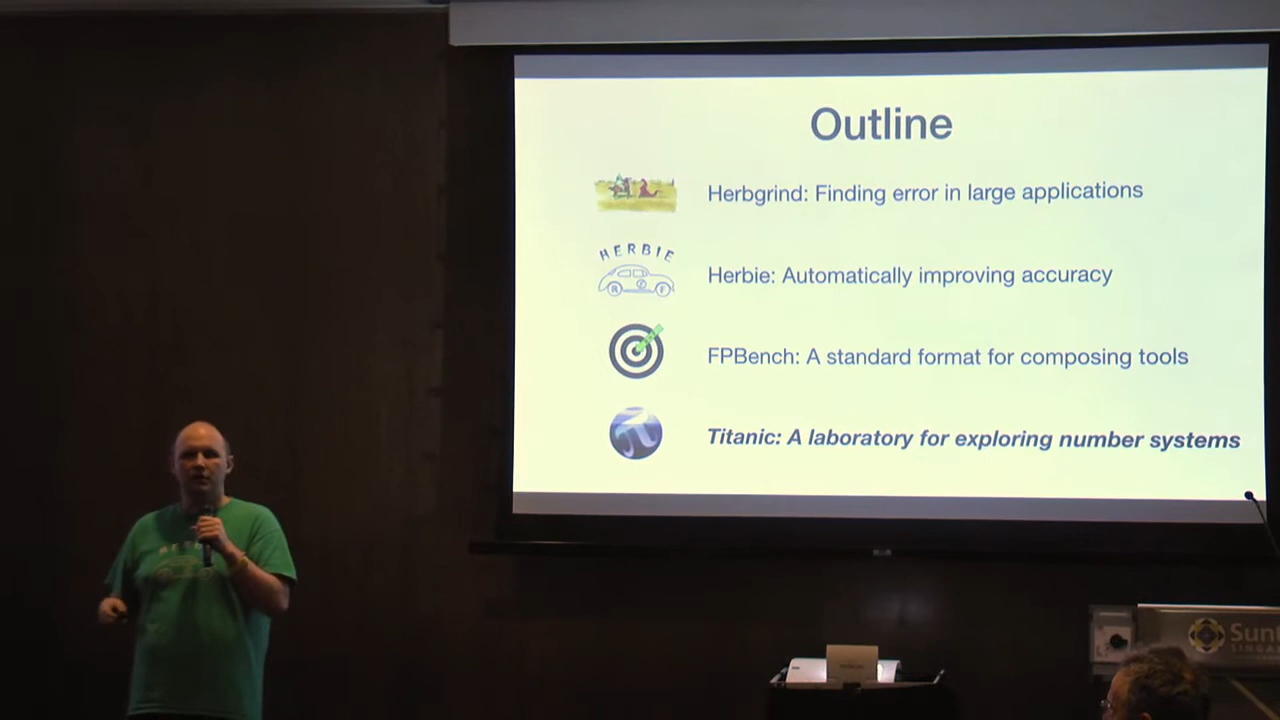 Outline
Herbgrind: Finding error in large applications
HERBIE
Herbie: Automatically improving accuracy
FPBench: A standard format for composing tools
π
Titanic: A laboratory for exploring number systems